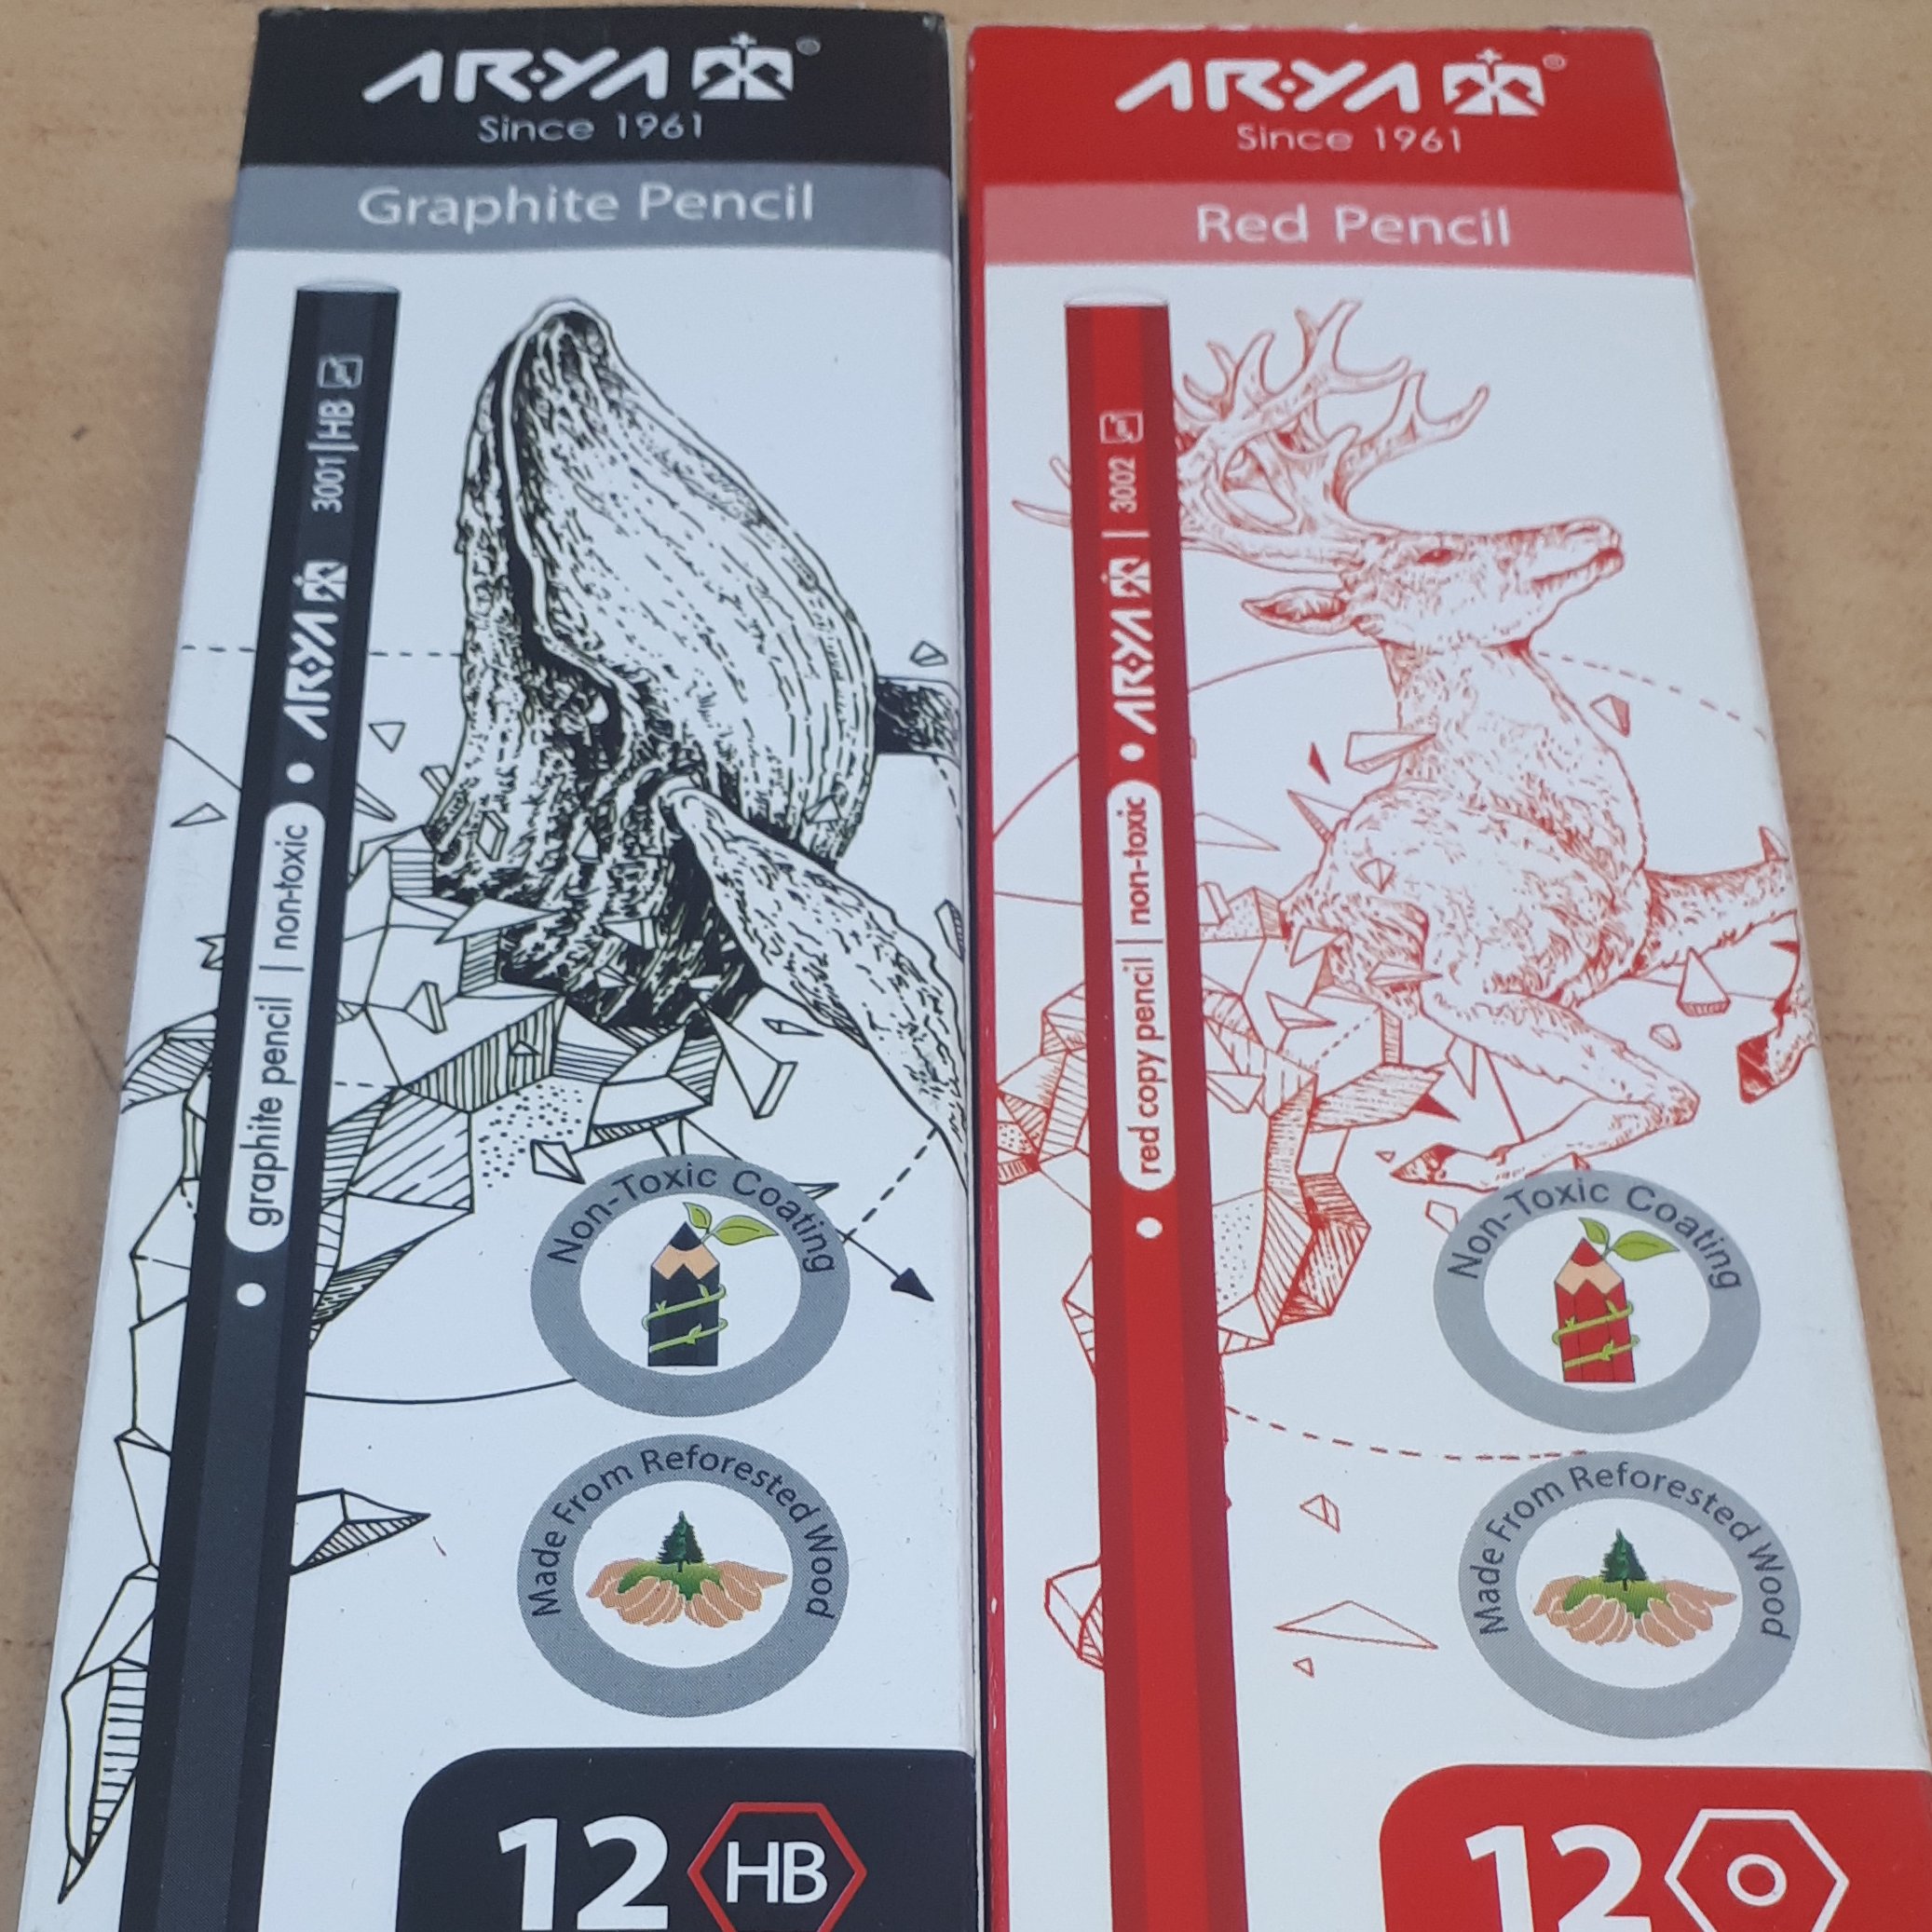 ARYA ®
Since 1961
Graphite Pencil
graphite pencil | non-toxic ARYA 3001|HB
Non-Toxic Coating
Made From Reforested Wood
12 HB
ARYA ®
Since 1961
Red Pencil
red copy pencil | non-toxic ARYA | 3002
Non-Toxic Coating
Made From Reforested Wood
12